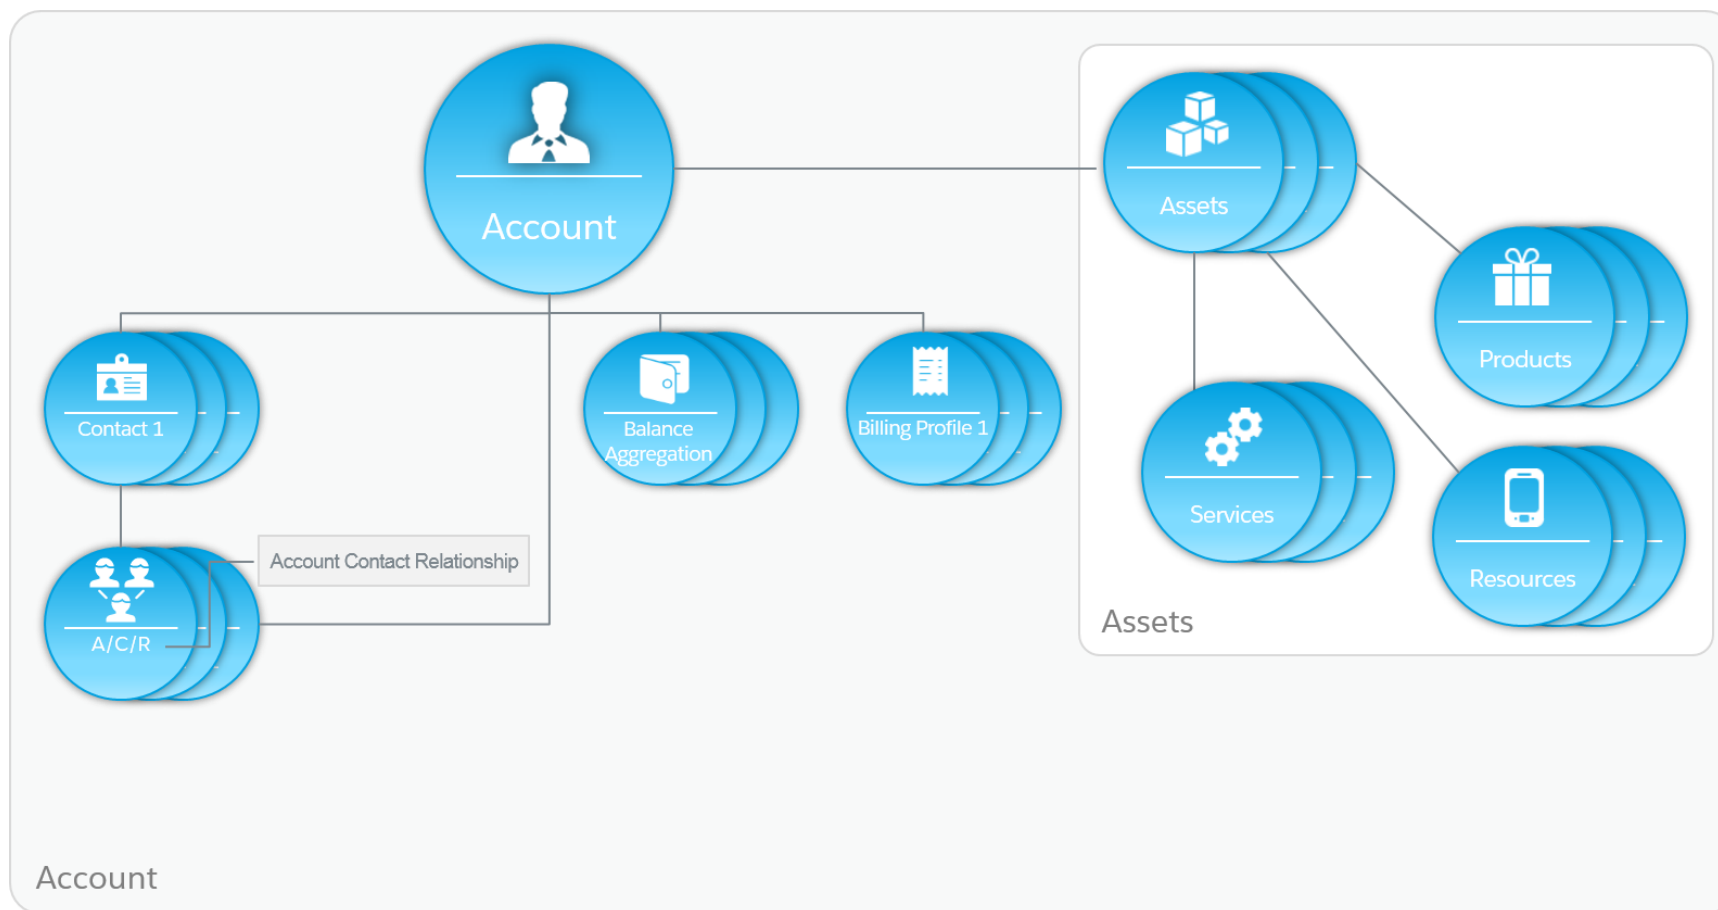 Account
Assets
Products
Contact 1
Balance
Aggregation
Billing Profile 1
Services
Account Contact Relationship
Resources
A/C/R
Assets
Account